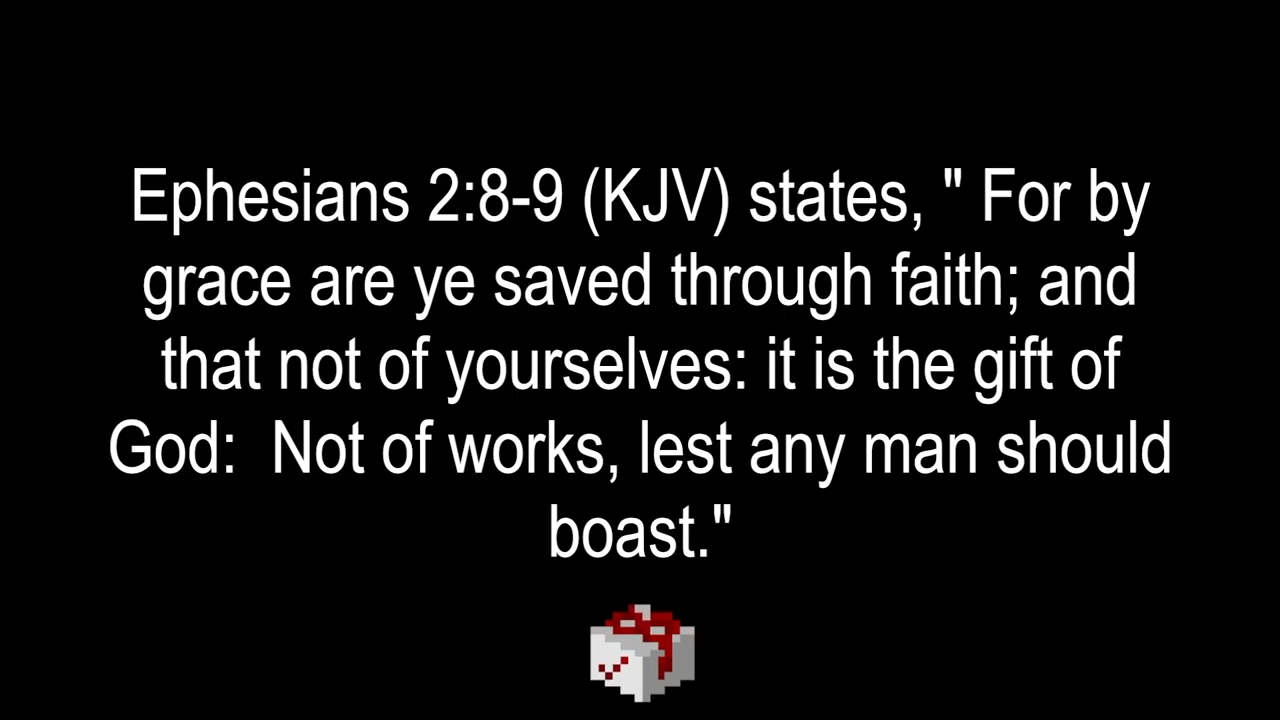 Ephesians 2:8-9 (KJV) states, " For by
grace are ye saved through faith; and
that not of yourselves: it is the gift of
God:  Not of works, lest any man should
boast."